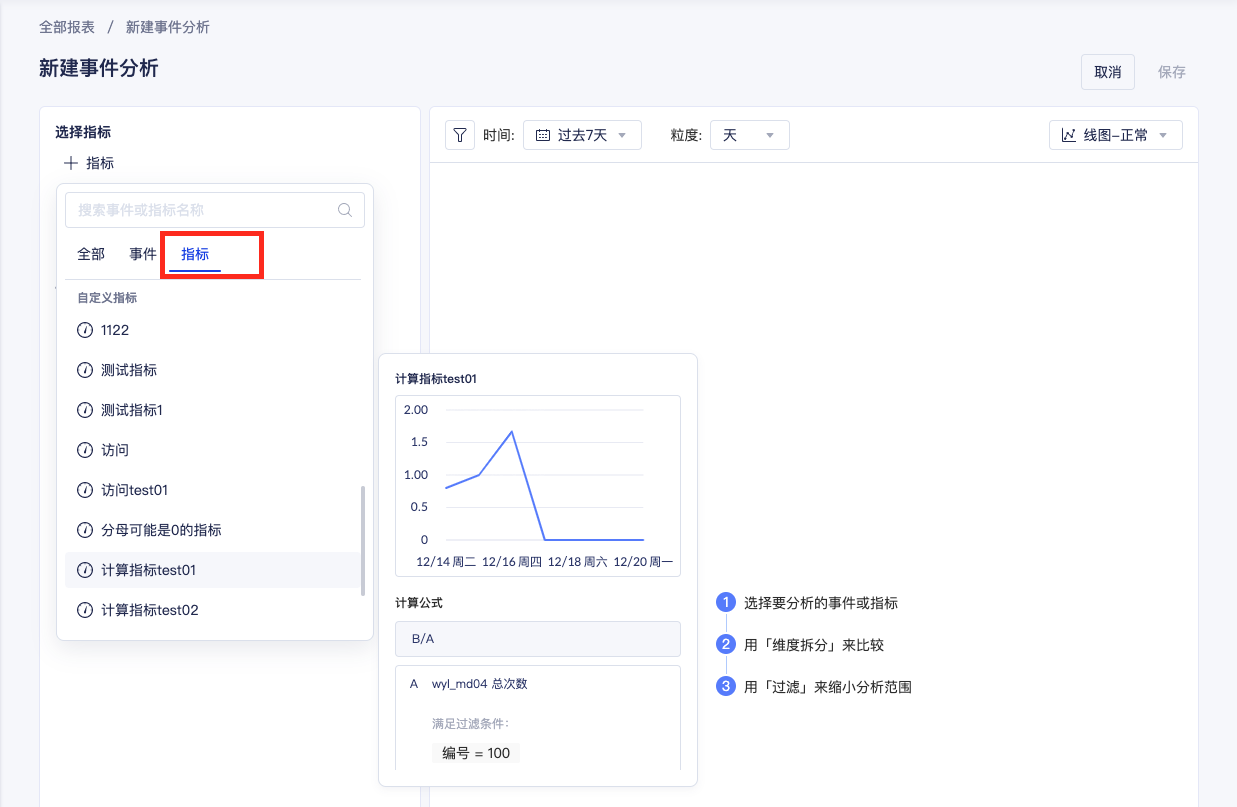 全部报表 / 新建事件分析
新建事件分析
取消
保存
选择指标
指标
搜索事件或指标名称
全部 事件 指标
自定义指标
1122
测试指标
测试指标1
访问
访问test01
分母可能是0的指标
计算指标test01
计算指标test02
时间: 过去7天
粒度: 天
线图-正常
计算指标test01
2.00
1.5
1.00
0.5
0
12/14 周二 12/16 周四 12/18 周六 12/20 周一
计算公式
B/A
A wyl_md04 总次数
满足过滤条件:
编号 = 100
1 选择要分析的事件或指标
2 用「维度拆分」来比较
3 用「过滤」来缩小分析范围